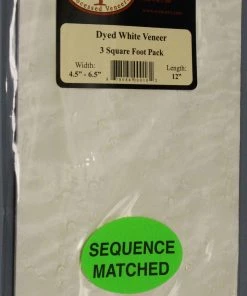 Dyed White Veneer
3 Square Foot Pack
Width:
4.5" - 6.5"
Length:
12"
SEQUENCE
MATCHED